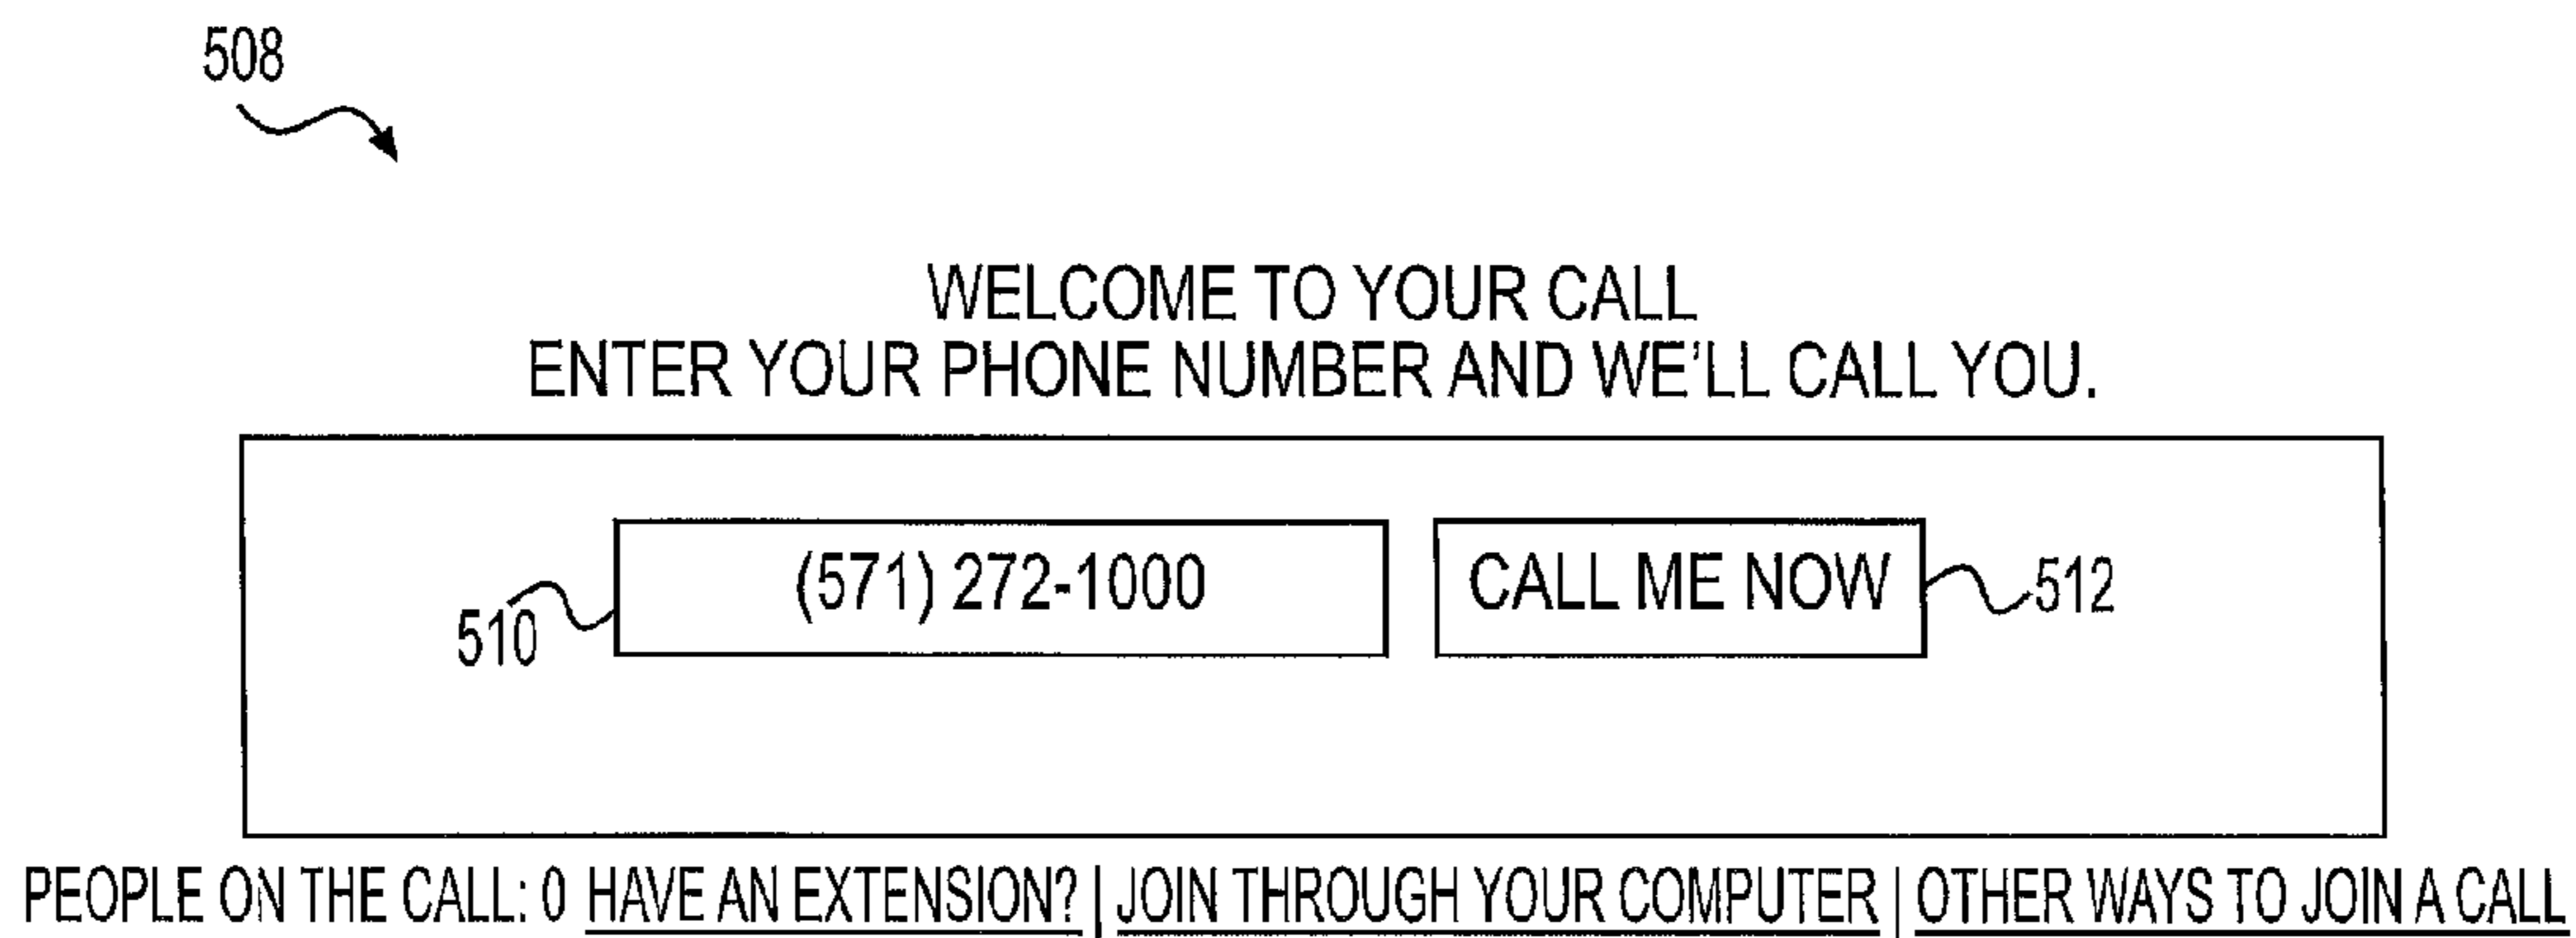 508
WELCOME TO YOUR CALL
ENTER YOUR PHONE NUMBER AND WE'LL CALL YOU.
(571) 272-1000 CALL ME NOW
510 512
PEOPLE ON THE CALL: 0 HAVE AN EXTENSION? | JOIN THROUGH YOUR COMPUTER | OTHER WAYS TO JOIN A CALL